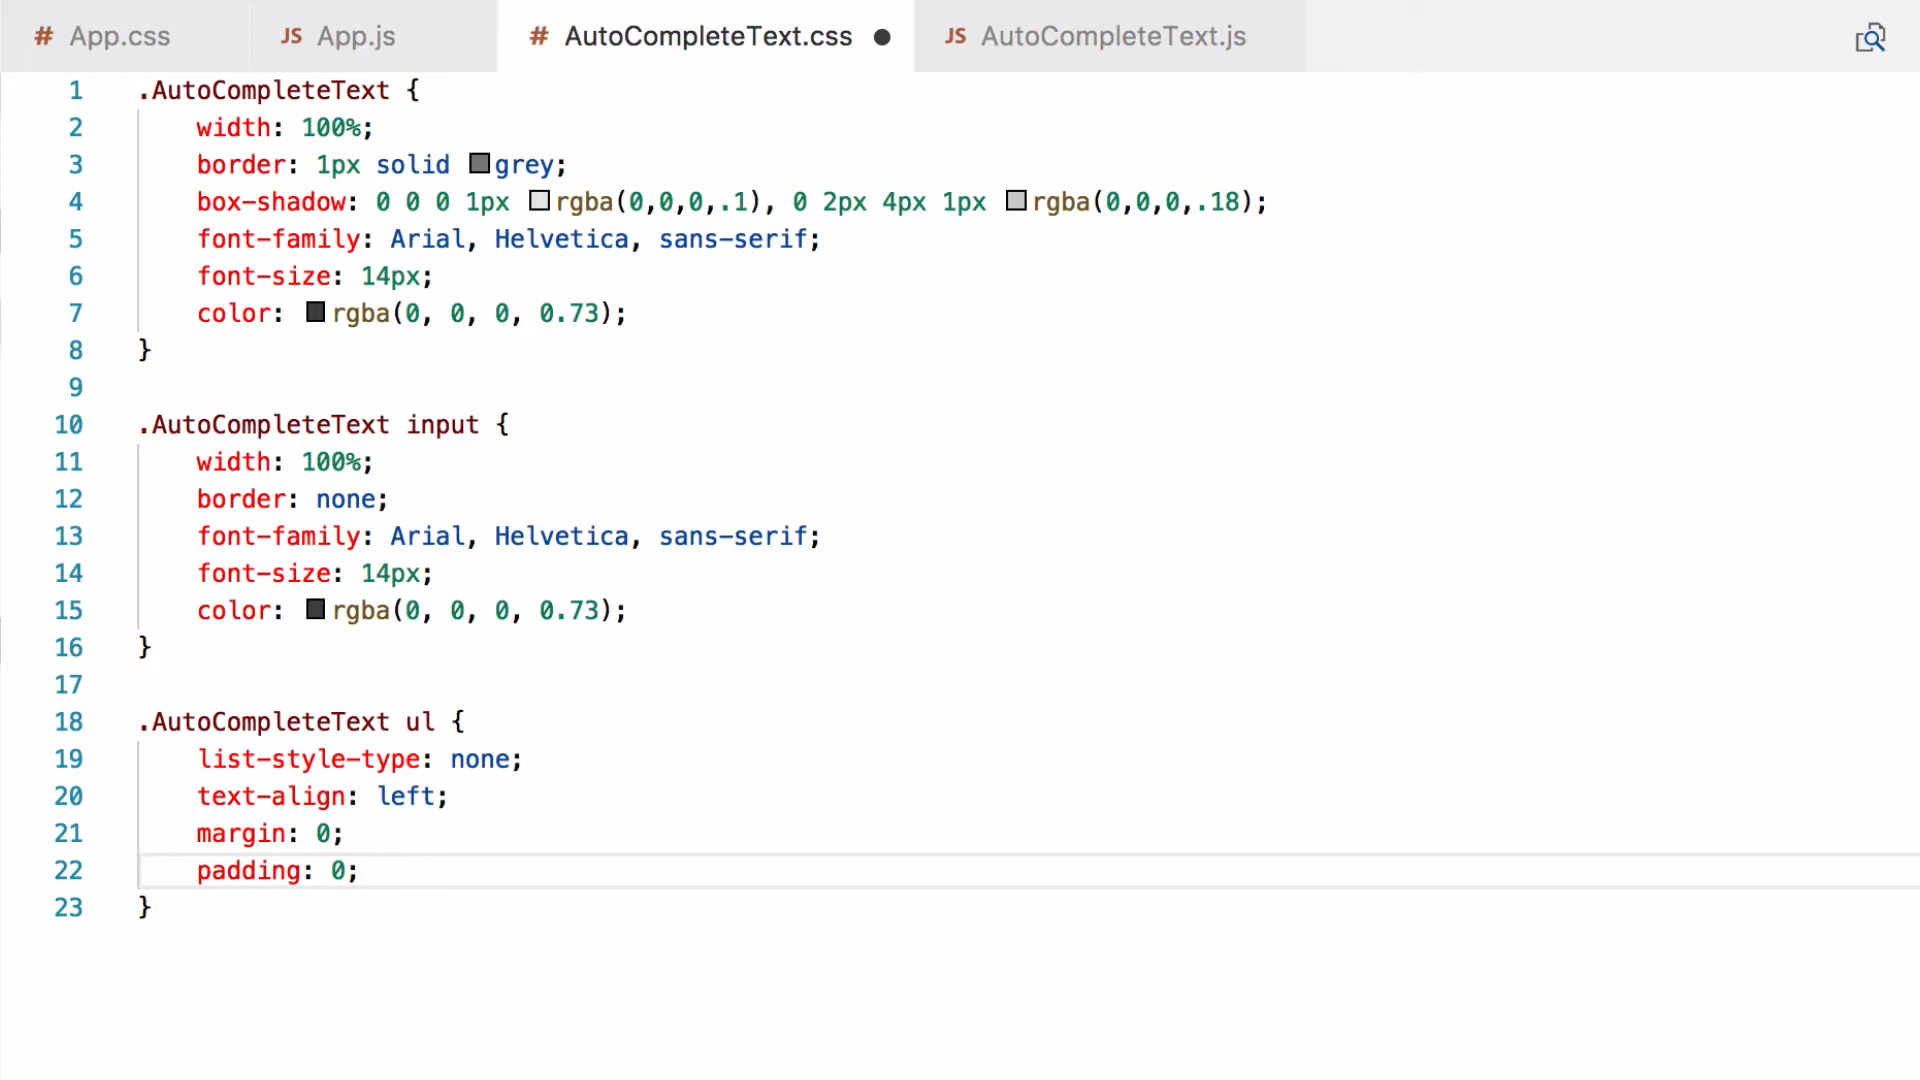 # App.css JS App.js # AutoCompleteText.css ● JS AutoCompleteText.js
1 .AutoCompleteText {
2 width: 100%;
3 border: 1px solid grey;
4 box-shadow: 0 0 0 1px rgba(0,0,0,.1), 0 2px 4px 1px rgba(0,0,0,.18);
5 font-family: Arial, Helvetica, sans-serif;
6 font-size: 14px;
7 color: rgba(0, 0, 0, 0.73);
8 }
9
10 .AutoCompleteText input {
11 width: 100%;
12 border: none;
13 font-family: Arial, Helvetica, sans-serif;
14 font-size: 14px;
15 color: rgba(0, 0, 0, 0.73);
16 }
17
18 .AutoCompleteText ul {
19 list-style-type: none;
20 text-align: left;
21 margin: 0;
22 padding: 0;
23 }